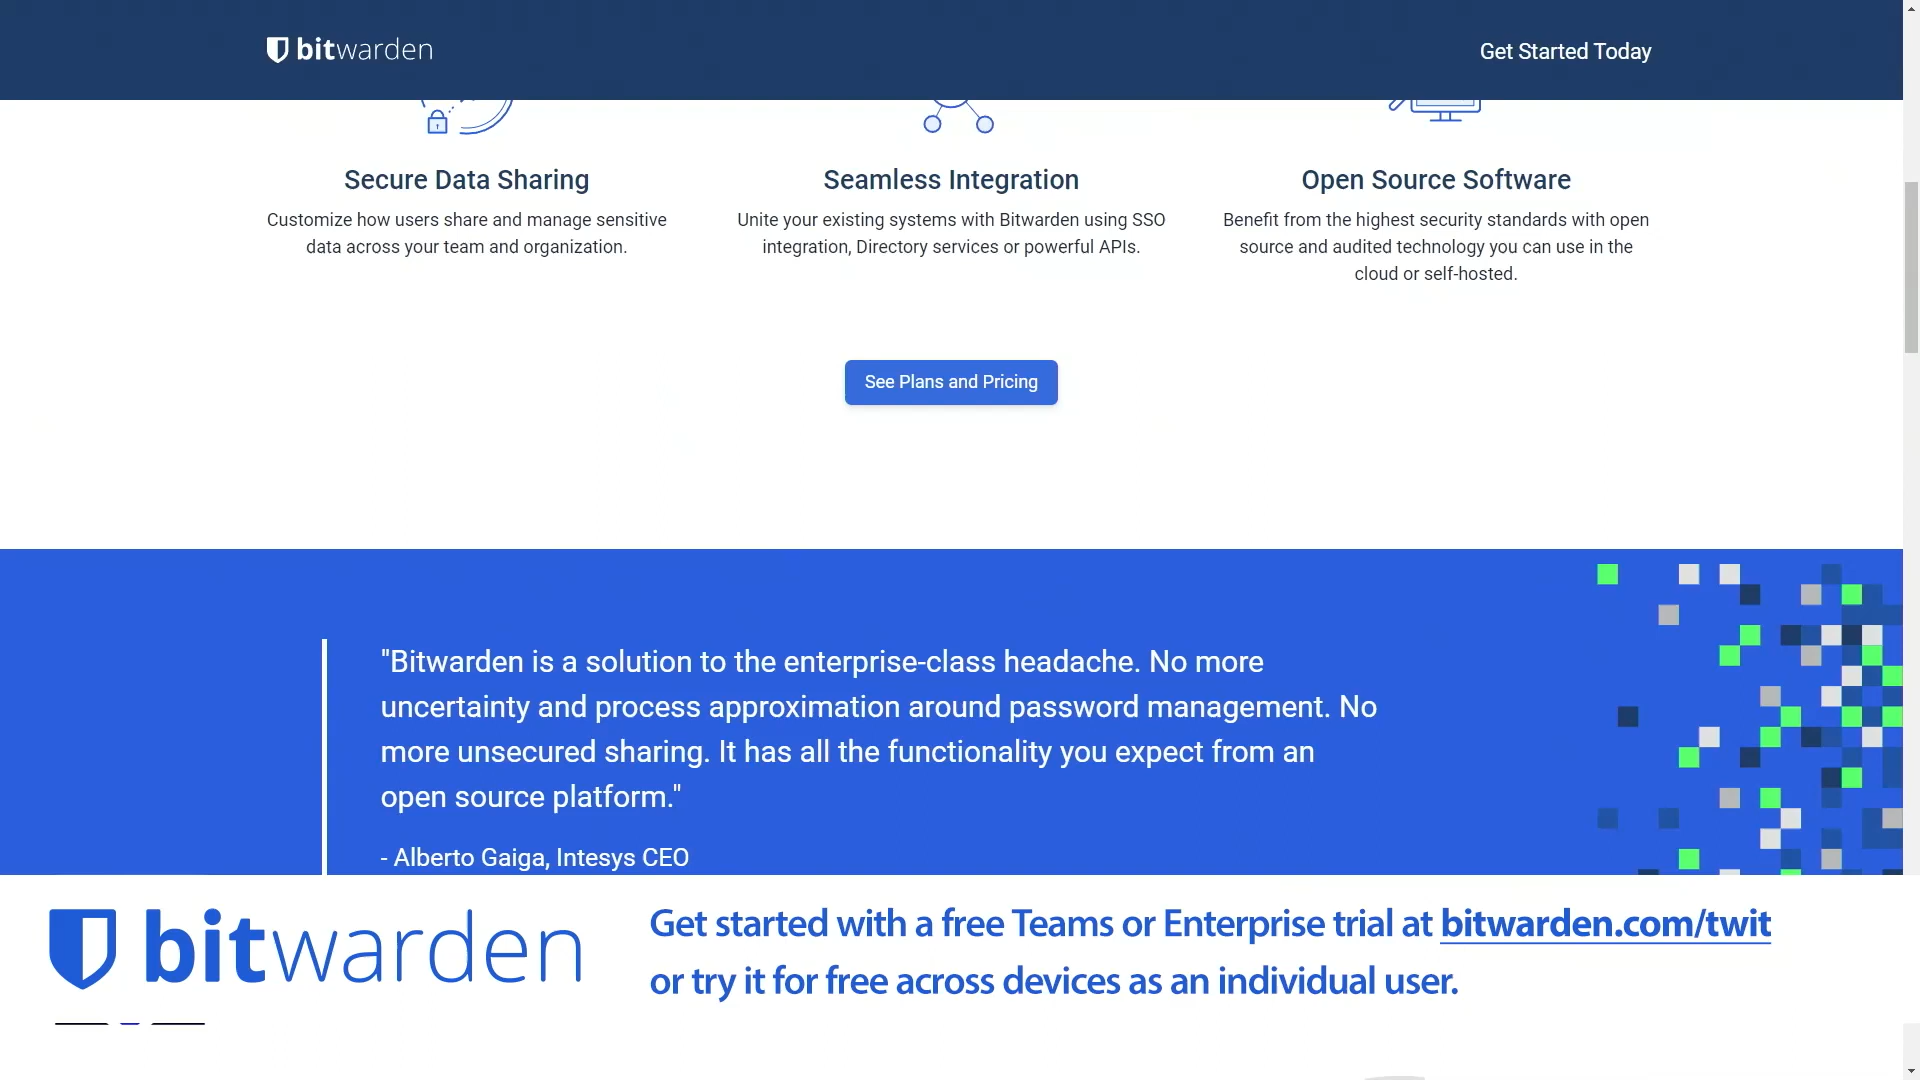 bitwarden
Get Started Today
Secure Data Sharing
Customize how users share and manage sensitive
data across your team and organization.
Seamless Integration
Unite your existing systems with Bitwarden using SSO
integration, Directory services or powerful APIs.
Open Source Software
Benefit from the highest security standards with open
source and audited technology you can use in the
cloud or self-hosted.
See Plans and Pricing
"Bitwarden is a solution to the enterprise-class headache. No more
uncertainty and process approximation around password management. No
more unsecured sharing. It has all the functionality you expect from an
open source platform."
- Alberto Gaiga, Intesys CEO
bitwarden
Get started with a free Teams or Enterprise trial at bitwarden.com/twit
or try it for free across devices as an individual user.